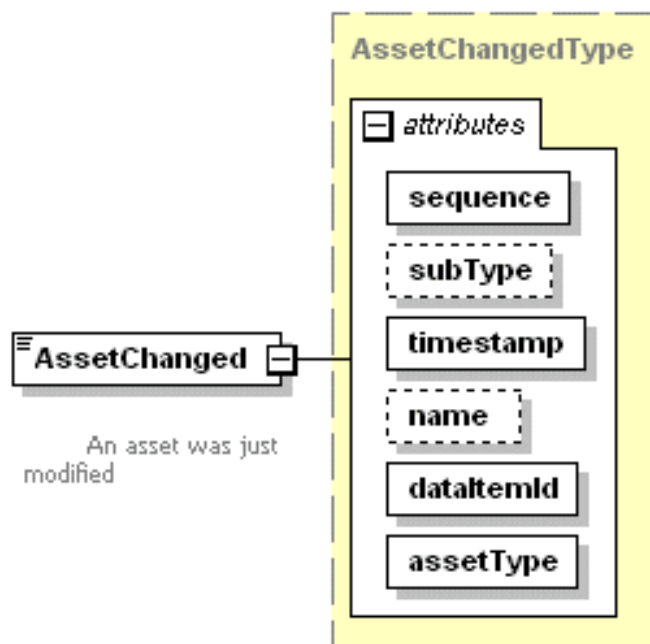 AssetChangedType
attributes
sequence
subType
timestamp
AssetChanged
name
An asset was just
modified
dataItemId
assetType